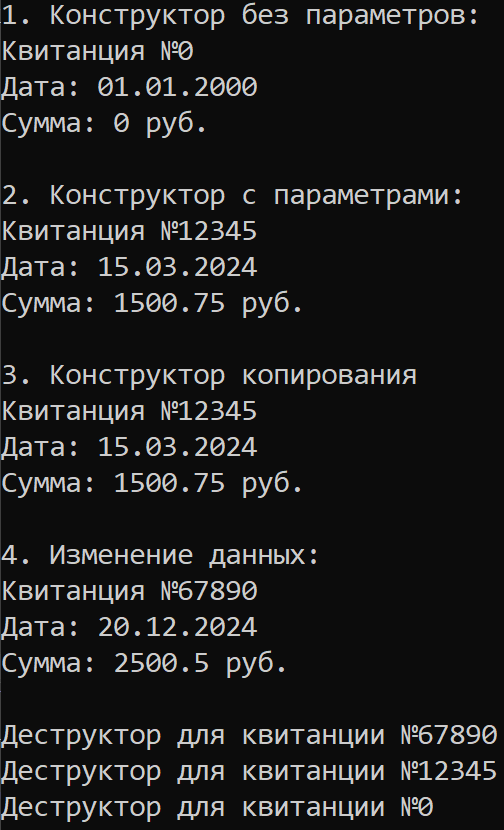 1. Конструктор без параметров:
Квитанция №0
Дата: 01.01.2000
Сумма: 0 руб.
2. Конструктор с параметрами:
Квитанция №12345
Дата: 15.03.2024
Сумма: 1500.75 руб.
3. Конструктор копирования
Квитанция №12345
Дата: 15.03.2024
Сумма: 1500.75 руб.
4. Изменение данных:
Квитанция №67890
Дата: 20.12.2024
Сумма: 2500.5 руб.
Деструктор для квитанции №67890
Деструктор для квитанции №12345
Деструктор для квитанции №0